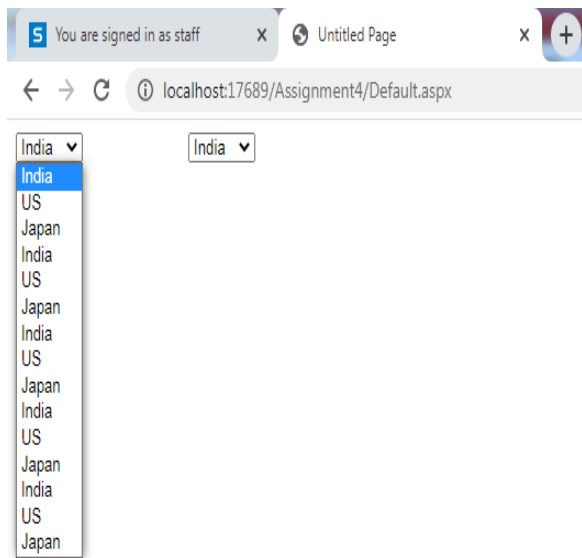 S You are signed in as staff x Untitled Page x +
localhost:17689/Assignment4/Default.aspx
India India
India
US
Japan
India
US
Japan
India
US
Japan
India
US
Japan
India
US
Japan